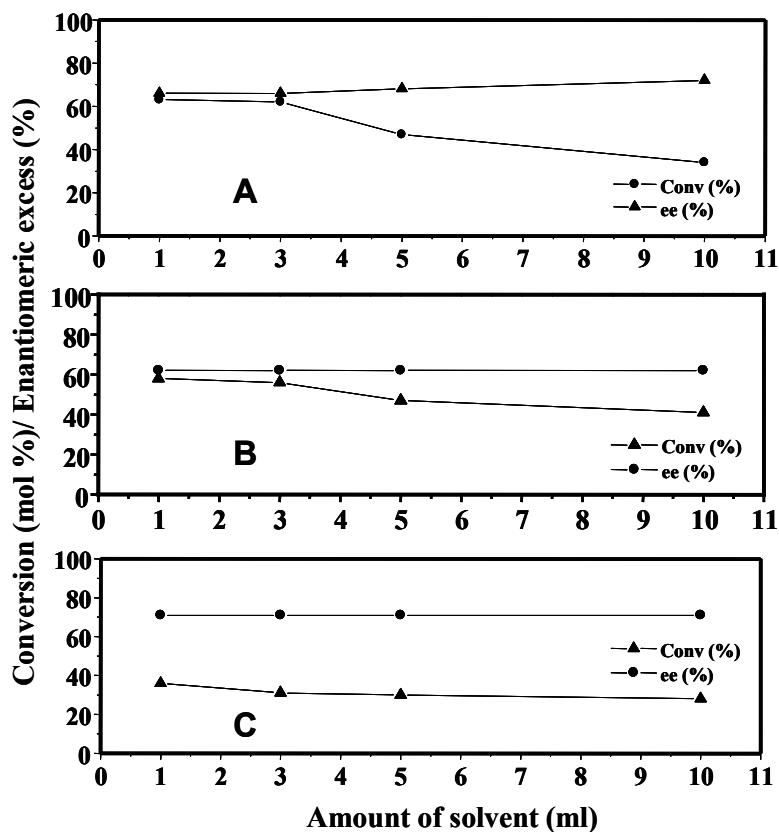 Conversion (mol %)/ Enantiomeric excess (%)
100
80
60
40
20
0
A
Conv (%)
ee (%)
0 1 2 3 4 5 6 7 8 9 10 11
100
80
60
40
20
0
B
Conv (%)
ee (%)
0 1 2 3 4 5 6 7 8 9 10 11
100
80
60
40
20
0
C
Conv (%)
ee (%)
0 1 2 3 4 5 6 7 8 9 10 11
Amount of solvent (ml)